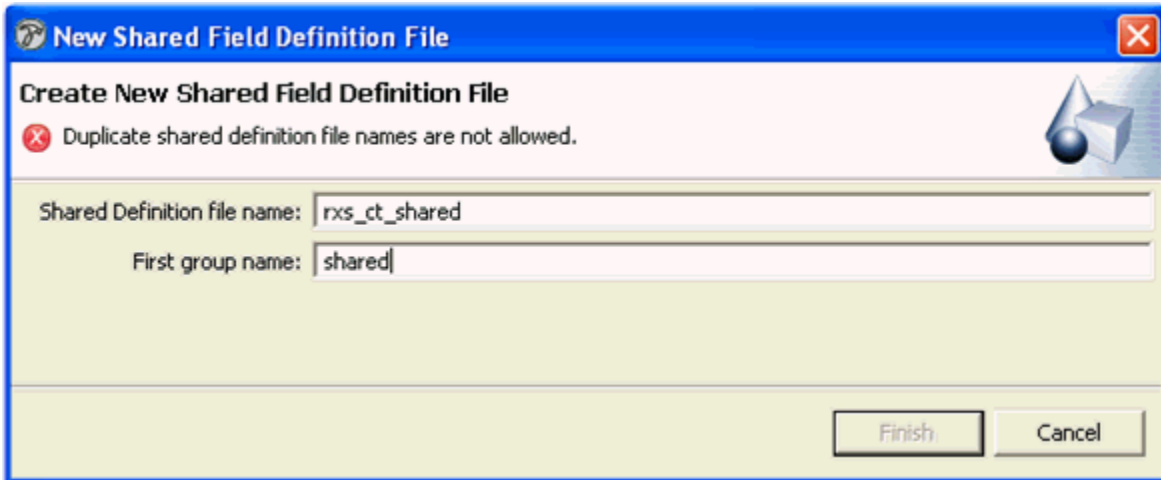 New Shared Field Definition File
Create New Shared Field Definition File
Duplicate shared definition file names are not allowed.
Shared Definition file name: rxs_ct_shared
First group name: shared
Finish Cancel